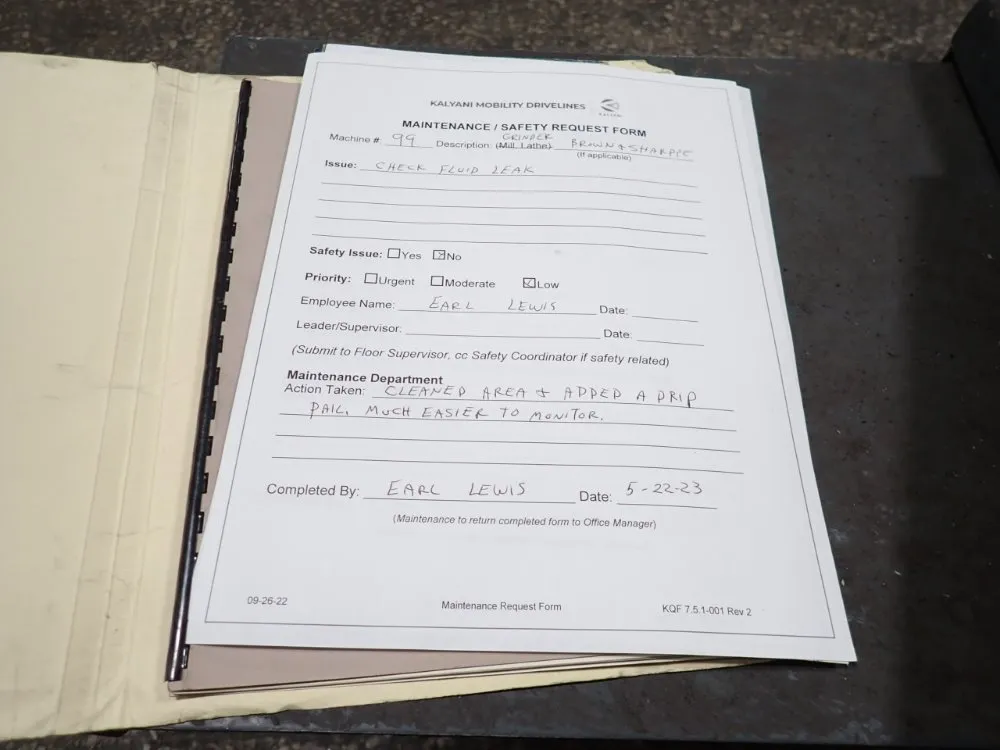 KALYANI MOBILITY DRIVELINES
MAINTENANCE / SAFETY REQUEST FORM
GRINDER
Machine # 99 Description: (Mill, Lathe) BROWN & SHARPE
(If applicable)
Issue: CHECK FLUID LEAK
Safety Issue: Yes No
Priority: Urgent Moderate Low
Employee Name: EARL LEWIS Date:
Leader/Supervisor: Date:
(Submit to Floor Supervisor, cc Safety Coordinator if safety related)
Maintenance Department
Action Taken: CLEANED AREA & ADDED A DRIP
PAIL. MUCH EASIER TO MONITOR.
Completed By: EARL LEWIS Date: 5-22-23
(Maintenance to return completed form to Office Manager)
09-26-22 Maintenance Request Form KQF 7.5.1-001 Rev 2